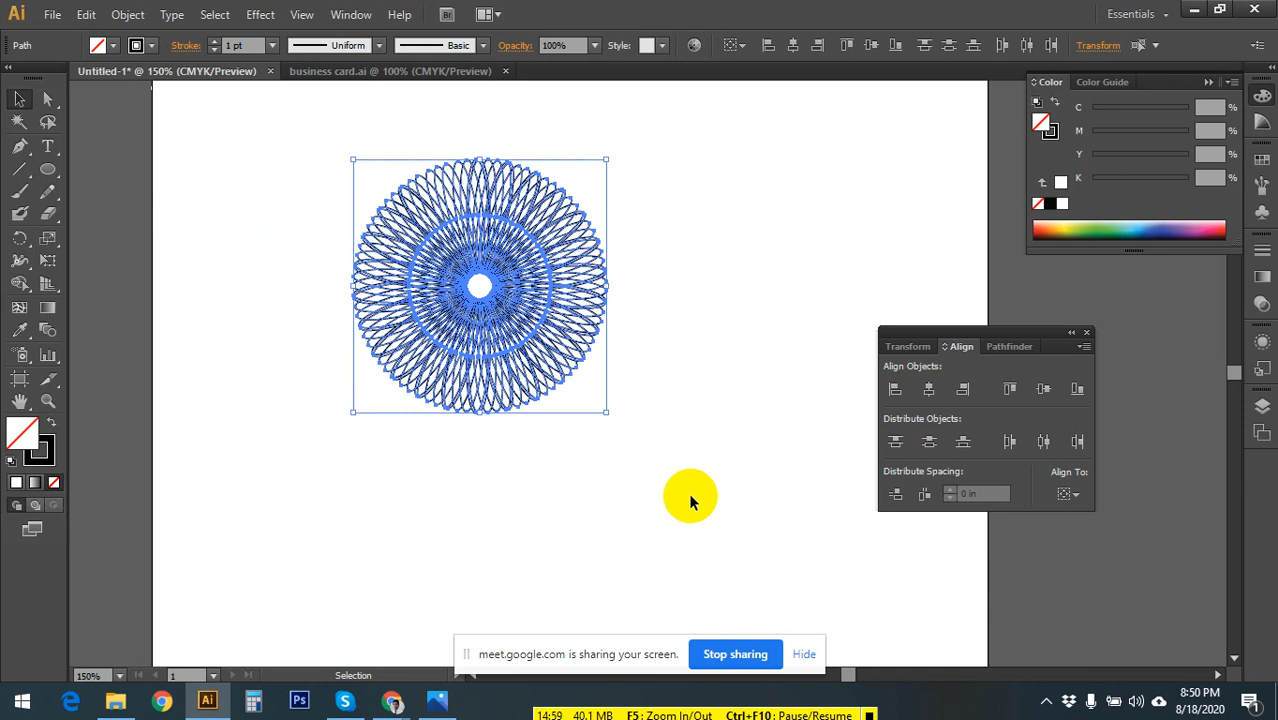 Ai File Edit Object Type Select Effect View Window Help Br Essentials
Path Stroke: 1 pt Uniform Basic Opacity: 100% Style: Transform
Untitled-1* @ 150% (CMYK/Preview) × business card.ai @ 100% (CMYK/Preview) ×
Color Color Guide
C %
M %
Y %
K %
Transform Align Pathfinder
Align Objects:
Distribute Objects:
Distribute Spacing: Align To:
0 in
meet.google.com is sharing your screen. Stop sharing Hide
150% 1 Selection
Ai Ps
8:50 PM
8/18/2020
14:59 40.1 MB F5 : Zoom In/Out Ctrl+F10 : Pause/Resume